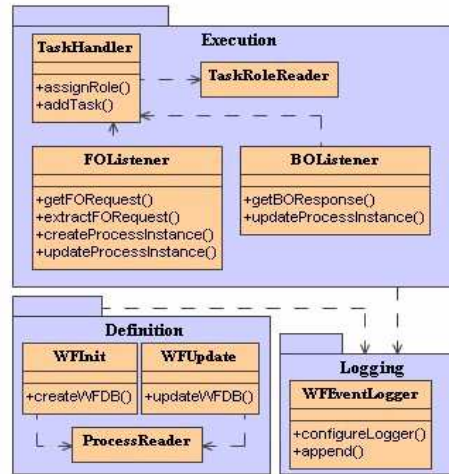 Execution
TaskHandler
+assignRole()
+addTask()
TaskRoleReader
FOListener
+getFORequest()
+extractFORequest()
+createProcessInstance()
+updateProcessInstance()
BOListener
+getBOResponse()
+updateProcessInstance()
Definition
WFInit
+createWFDB()
WFUpdate
+updateWFDB()
ProcessReader
Logging
WFEventLogger
+configureLogger()
+append()